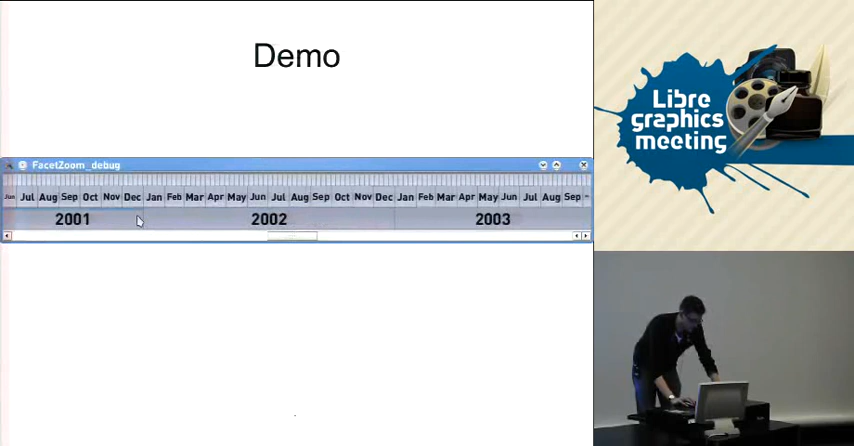 Demo
FacetZoom_debug
Jun Jul Aug Sep Oct Nov Dec Jan Feb Mar Apr May Jun Jul Aug Sep Oct Nov Dec Jan Feb Mar Apr May Jun Jul Aug Sep
2001 2002 2003
Libre
graphics
meeting